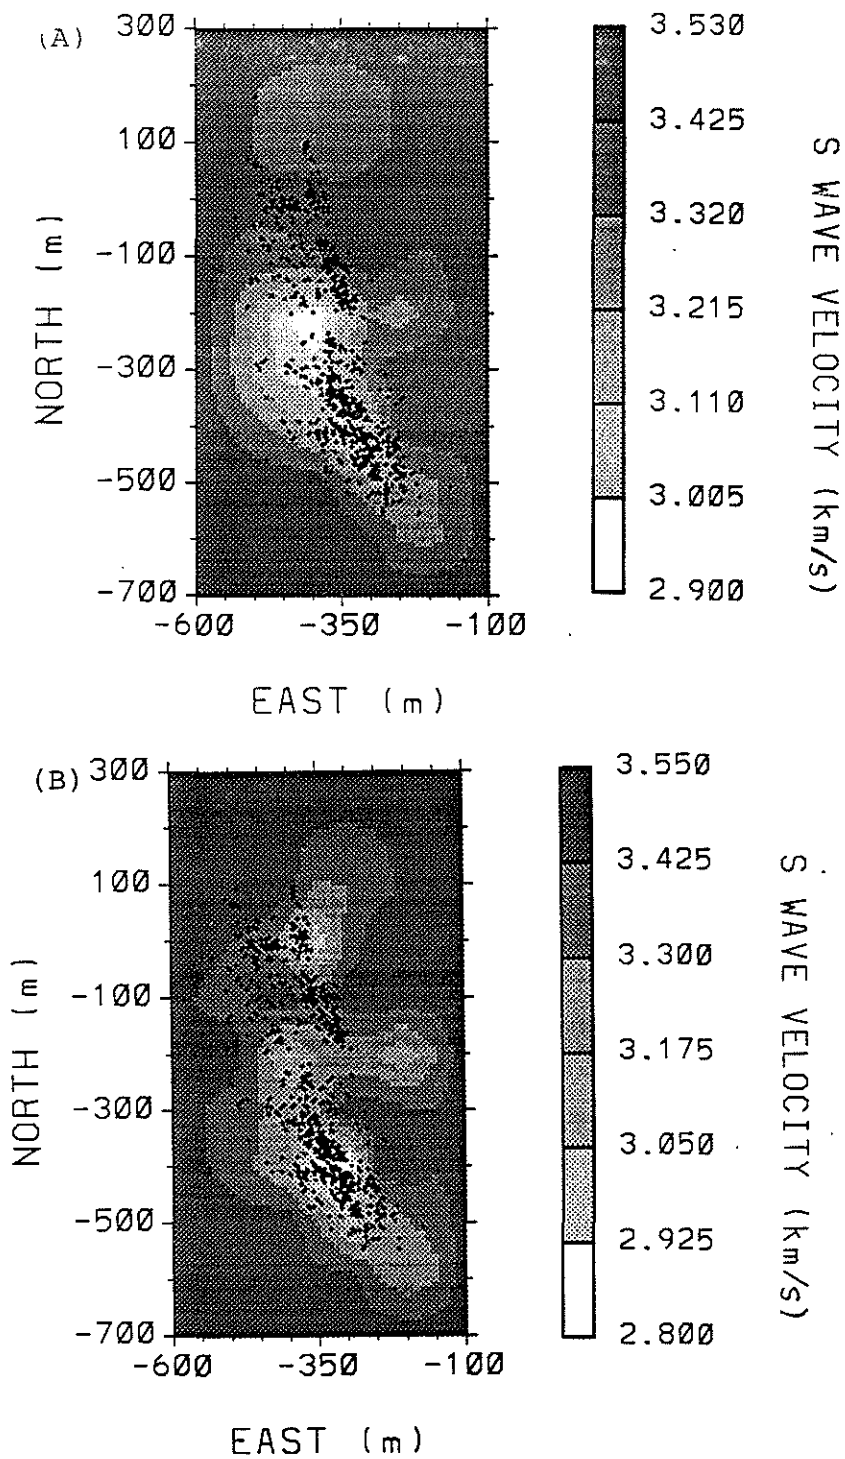 (A)
300
100
-100
-300
-500
-700
NORTH (m)
-600 -350 -100
EAST (m)
3.530
3.425
3.320
3.215
3.110
3.005
2.900
S WAVE VELOCITY (km/s)
(B)
300
100
-100
-300
-500
-700
NORTH (m)
-600 -350 -100
EAST (m)
3.550
3.425
3.300
3.175
3.050
2.925
2.800
S WAVE VELOCITY (km/s)